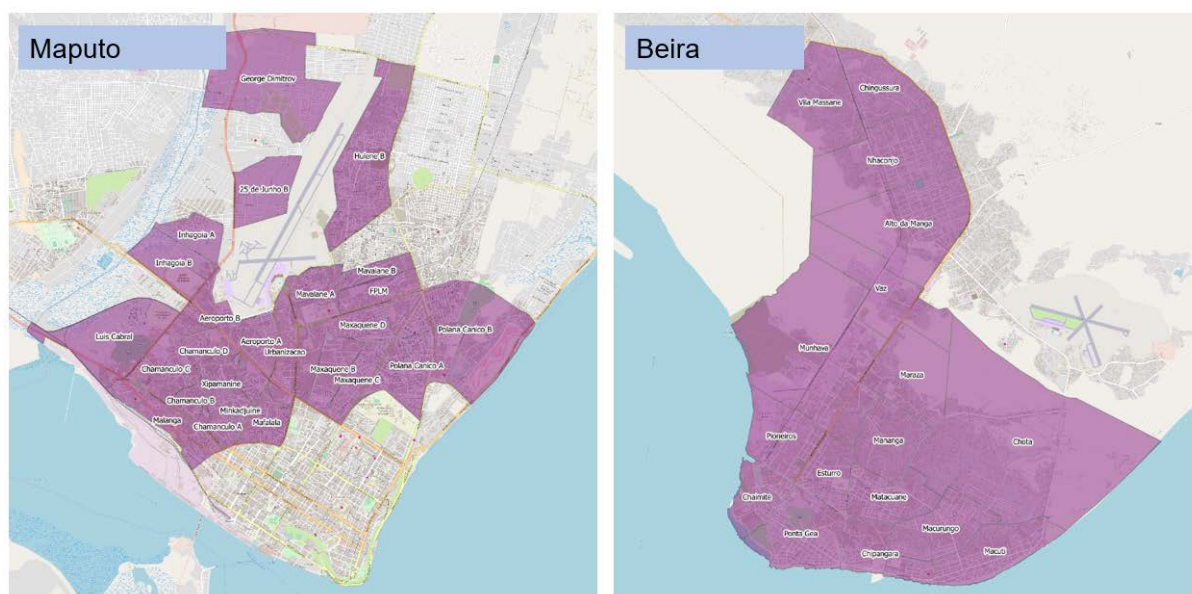 Maputo
George Dimitrov
Hulene B
25 de Junho B
Inhagoia A
Inhagoia B
Mavalane B
Mavalane A
FPLM
Aeroporto B
Luis Cabral
Maxaquene D
Polana Canico B
Aeroporto A
Chamanculo D
Urbanizacao
Chamanculo C
Maxaquene B
Polana Canico A
Xipamanine
Maxaquene C
Chamanculo B
Minkadjuine
Malanga
Mafalala
Chamanculo A
Beira
Chingussura
Vila Massane
Nhaconjo
Alto da Manga
Vaz
Munhava
Maraza
Pioneiros
Mananga
Chota
Esturro
Chaimite
Matacuane
Ponta Gea
Macurungo
Chipangara
Macuti